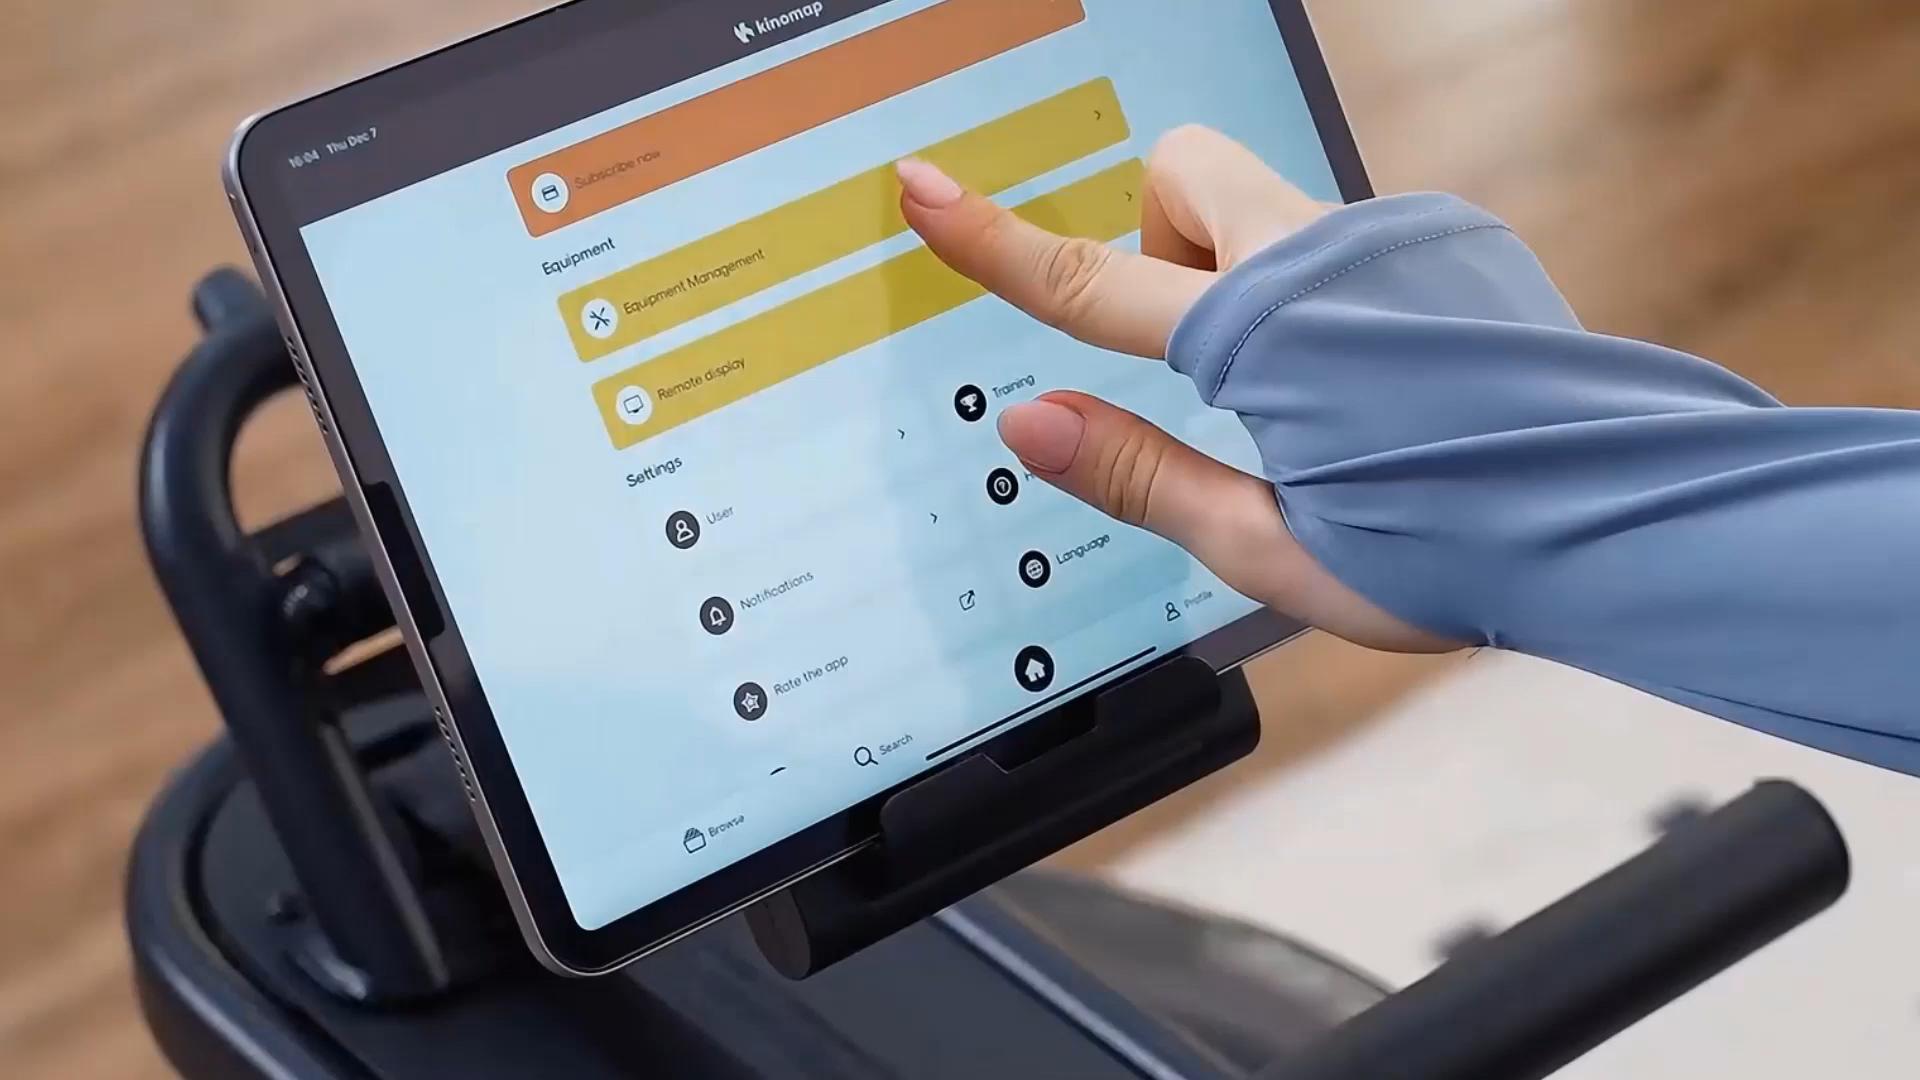 kinomap
16:04 Thu Dec 7
Subscribe now
Equipment
Equipment Management
Remote display
Settings
User
Training
Notifications
Language
Rate the app
Browse
Search
Profile